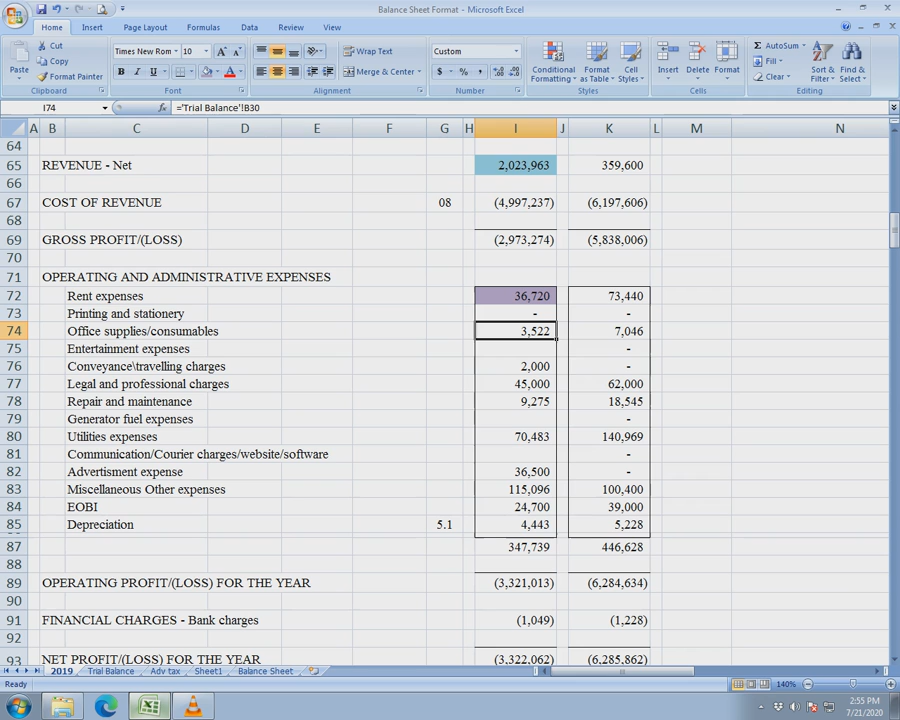 Balance Sheet Format - Microsoft Excel
Home Insert Page Layout Formulas Data Review View
Cut
Copy
Format Painter
Paste
Clipboard
Times New Rom 10
B I U
Font
Wrap Text
Merge & Center
Alignment
Custom
$ % ,
Number
Conditional Formatting
Format as Table
Cell Styles
Styles
Insert Delete Format
Cells
Σ AutoSum
Fill
Clear
Sort & Filter
Find & Select
Editing
I74 fx ='Trial Balance'!B30
A B C D E F G H I J K L M N
64
65 REVENUE - Net 2,023,963 359,600
66
67 COST OF REVENUE 08 (4,997,237) (6,197,606)
68
69 GROSS PROFIT/(LOSS) (2,973,274) (5,838,006)
70
71 OPERATING AND ADMINISTRATIVE EXPENSES
72 Rent expenses 36,720 73,440
73 Printing and stationery - -
74 Office supplies/consumables 3,522 7,046
75 Entertainment expenses -
76 Conveyance\travelling charges 2,000 -
77 Legal and professional charges 45,000 62,000
78 Repair and maintenance 9,275 18,545
79 Generator fuel expenses -
80 Utilities expenses 70,483 140,969
81 Communication/Courier charges/website/software -
82 Advertisment expense 36,500 -
83 Miscellaneous Other expenses 115,096 100,400
84 EOBI 24,700 39,000
85 Depreciation 5.1 4,443 5,228
87 347,739 446,628
88
89 OPERATING PROFIT/(LOSS) FOR THE YEAR (3,321,013) (6,284,634)
90
91 FINANCIAL CHARGES - Bank charges (1,049) (1,228)
92
93 NET PROFIT/(LOSS) FOR THE YEAR (3,322,062) (6,285,862)
2019 Trial Balance Adv tax Sheet1 Balance Sheet
Ready 140%
2:55 PM
7/21/2020